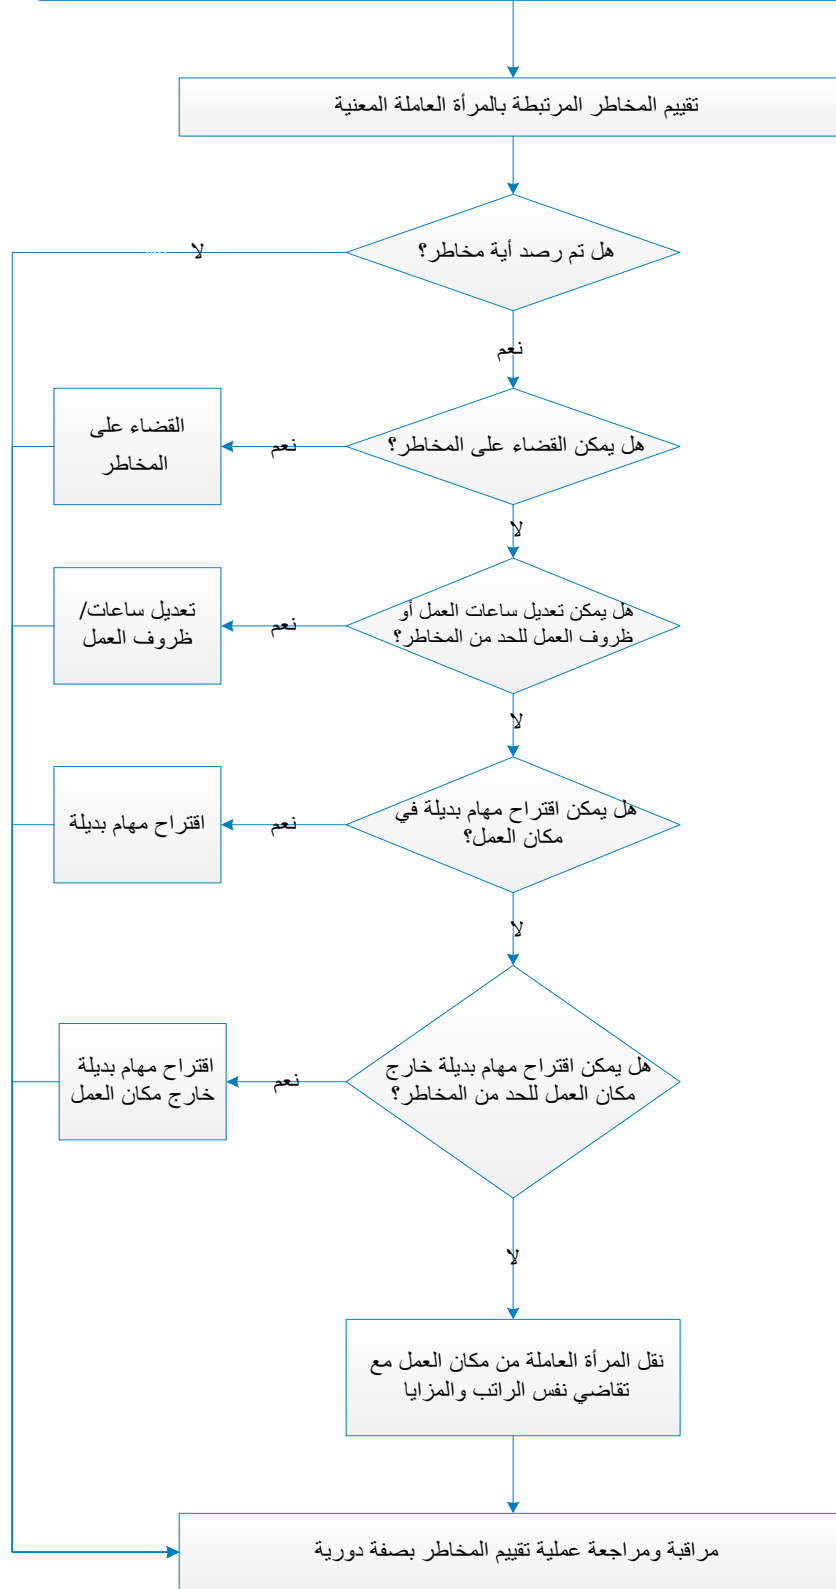 تقييم المخاطر المرتبطة بالمرأة العاملة المعنية
هل تم رصد أية مخاطر؟
لا
نعم
هل يمكن القضاء على المخاطر؟
نعم
القضاء على
المخاطر
لا
هل يمكن تعديل ساعات العمل أو
ظروف العمل للحد من المخاطر؟
نعم
تعديل ساعات/
ظروف العمل
لا
هل يمكن اقتراح مهام بديلة في
مكان العمل؟
نعم
اقتراح مهام بديلة
لا
هل يمكن اقتراح مهام بديلة خارج
مكان العمل للحد من المخاطر؟
نعم
اقتراح مهام بديلة
خارج مكان العمل
لا
نقل المرأة العاملة من مكان العمل مع
تقاضي نفس الراتب والمزايا
مراقبة ومراجعة عملية تقييم المخاطر بصفة دورية